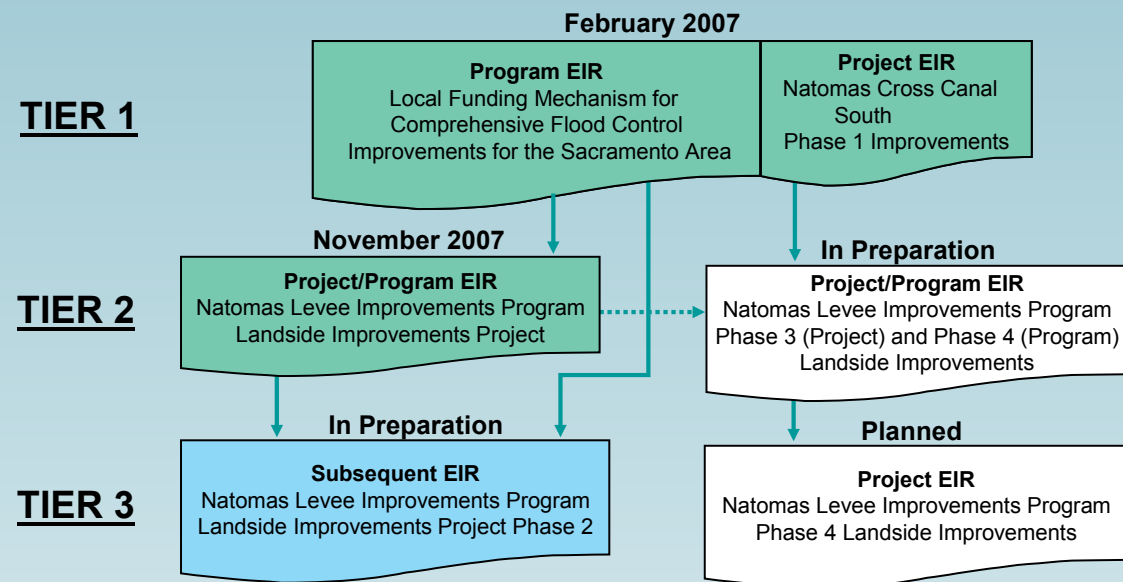 February 2007
TIER 1
Program EIR
Local Funding Mechanism for
Comprehensive Flood Control
Improvements for the Sacramento Area
Project EIR
Natomas Cross Canal
South
Phase 1 Improvements
November 2007
In Preparation
TIER 2
Project/Program EIR
Natomas Levee Improvements Program
Landside Improvements Project
Project/Program EIR
Natomas Levee Improvements Program
Phase 3 (Project) and Phase 4 (Program)
Landside Improvements
In Preparation
Planned
TIER 3
Subsequent EIR
Natomas Levee Improvements Program
Landside Improvements Project Phase 2
Project EIR
Natomas Levee Improvements Program
Phase 4 Landside Improvements